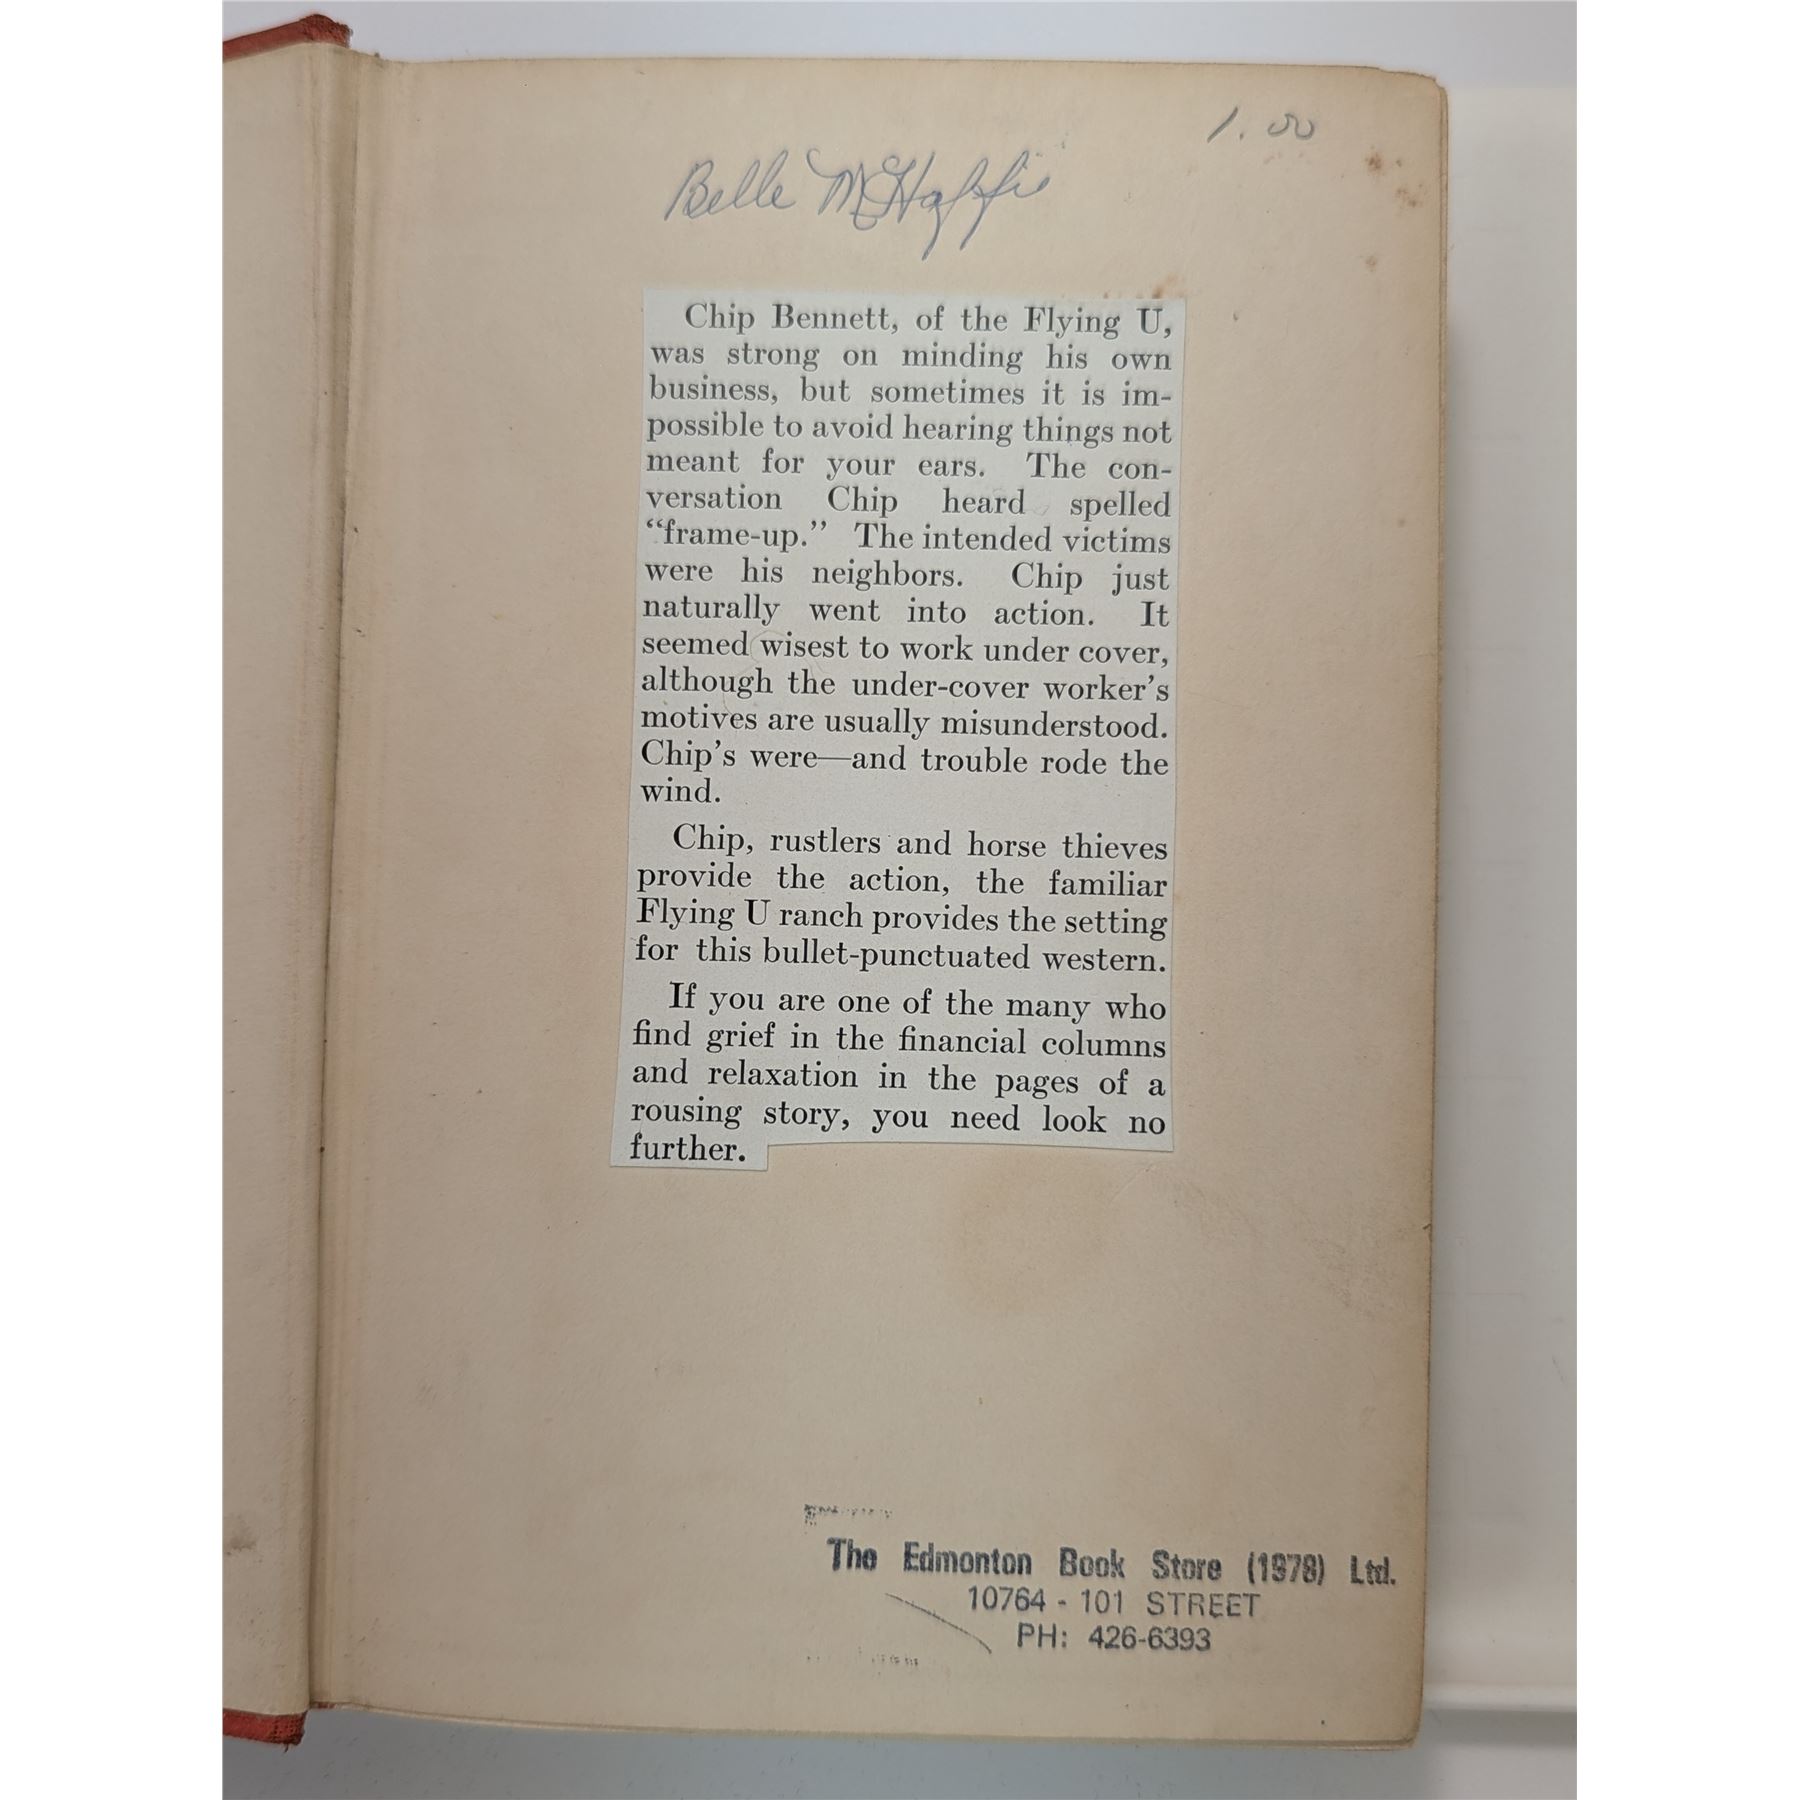 1.00
Belle McHaffie
Chip Bennett, of the Flying U,
was strong on minding his own
business, but sometimes it is im-
possible to avoid hearing things not
meant for your ears. The con-
versation Chip heard spelled
“frame-up.” The intended victims
were his neighbors. Chip just
naturally went into action. It
seemed wisest to work under cover,
although the under-cover worker’s
motives are usually misunderstood.
Chip’s were—and trouble rode the
wind.
Chip, rustlers and horse thieves
provide the action, the familiar
Flying U ranch provides the setting
for this bullet-punctuated western.
If you are one of the many who
find grief in the financial columns
and relaxation in the pages of a
rousing story, you need look no
further.
The Edmonton Book Store (1978) Ltd.
10764 - 101 STREET
PH: 426-6393